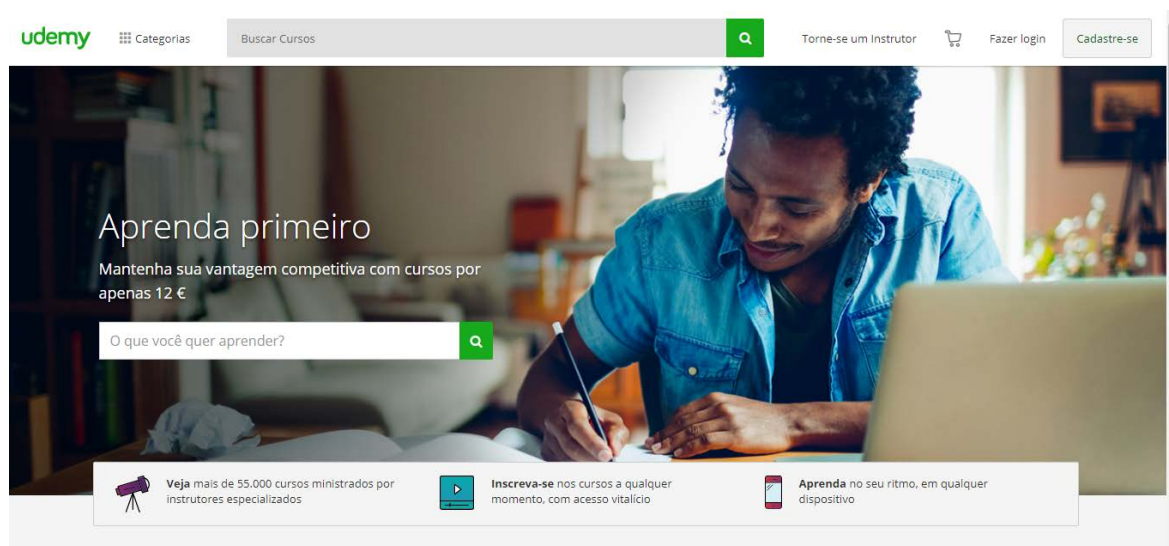 udemy
Categorias
Buscar Cursos
Torne-se um Instrutor
Fazer login
Cadastre-se
Aprenda primeiro
Mantenha sua vantagem competitiva com cursos por
apenas 12 €
O que você quer aprender?
Veja mais de 55.000 cursos ministrados por
instrutores especializados
Inscreva-se nos cursos a qualquer
momento, com acesso vitalício
Aprenda no seu ritmo, em qualquer
dispositivo